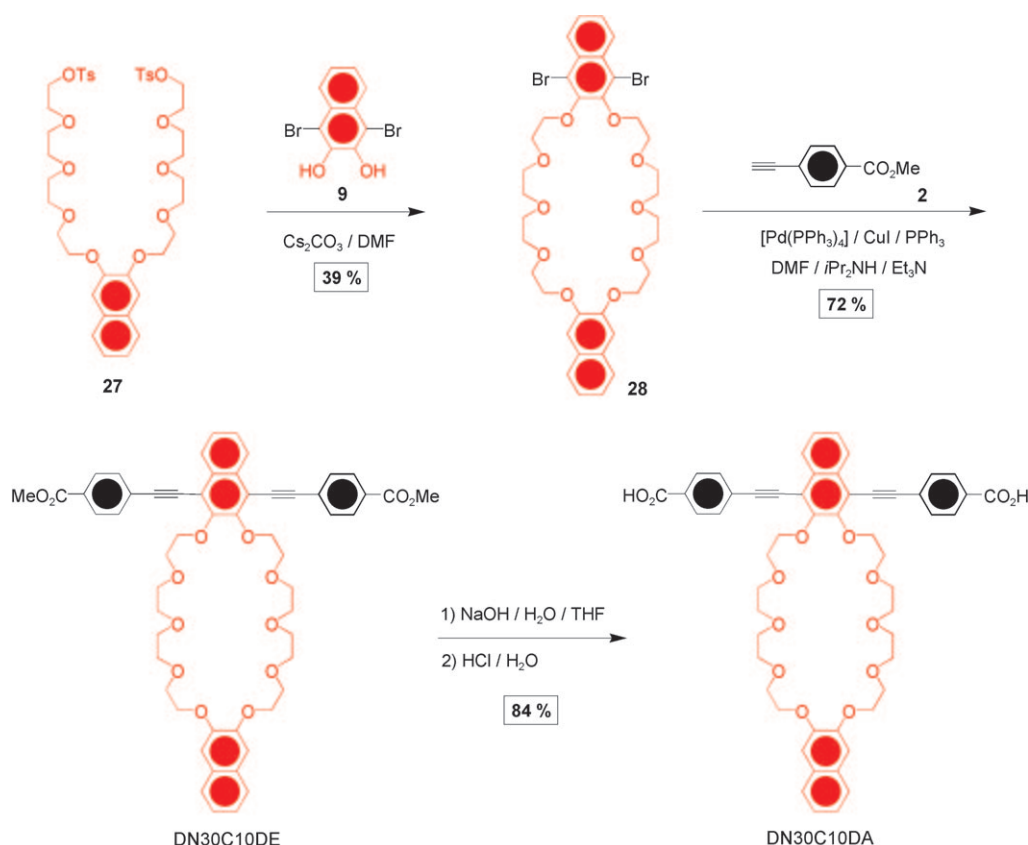 OTs TsO
O O
O O
O O
O O
27
Br Br
HO OH
9
Cs₂CO₃ / DMF
39 %
Br Br
O O
O O
O O
O O
O O
28
CO₂Me
2
[Pd(PPh₃)₄] / CuI / PPh₃
DMF / iPr₂NH / Et₃N
72 %
MeO₂C CO₂Me
O O
O O
O O
O O
O O
DN30C10DE
1) NaOH / H₂O / THF
2) HCl / H₂O
84 %
HO₂C CO₂H
O O
O O
O O
O O
O O
DN30C10DA